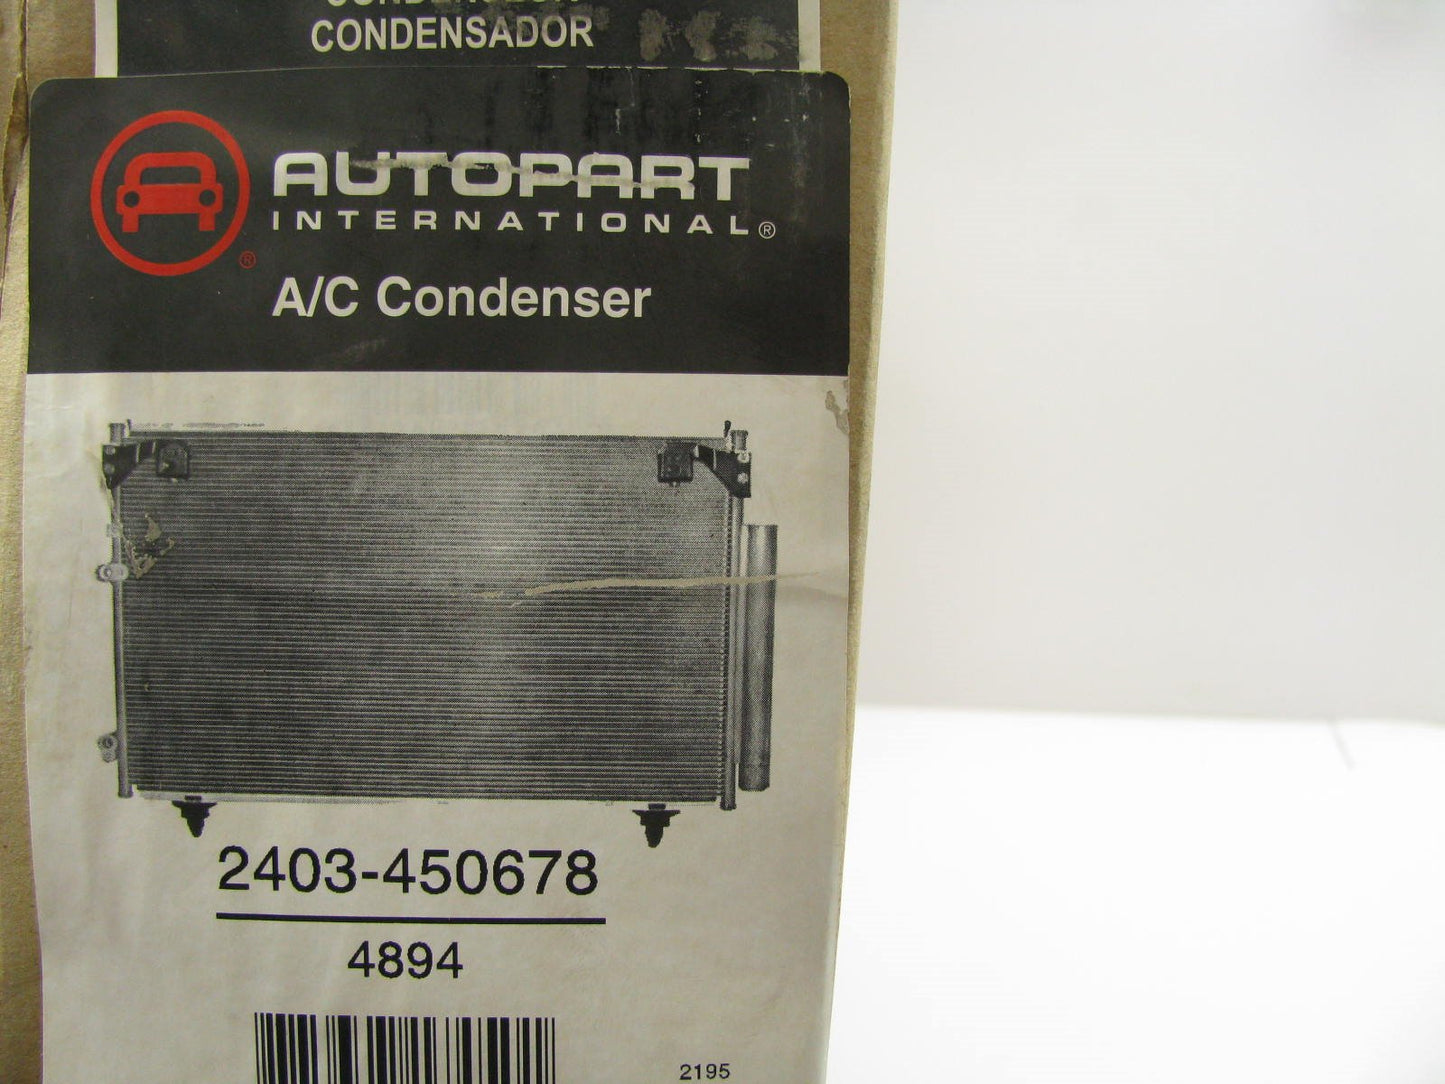 CONDENSADOR
AUTOPART
INTERNATIONAL®
®
A/C Condenser
2403-450678
4894
2195